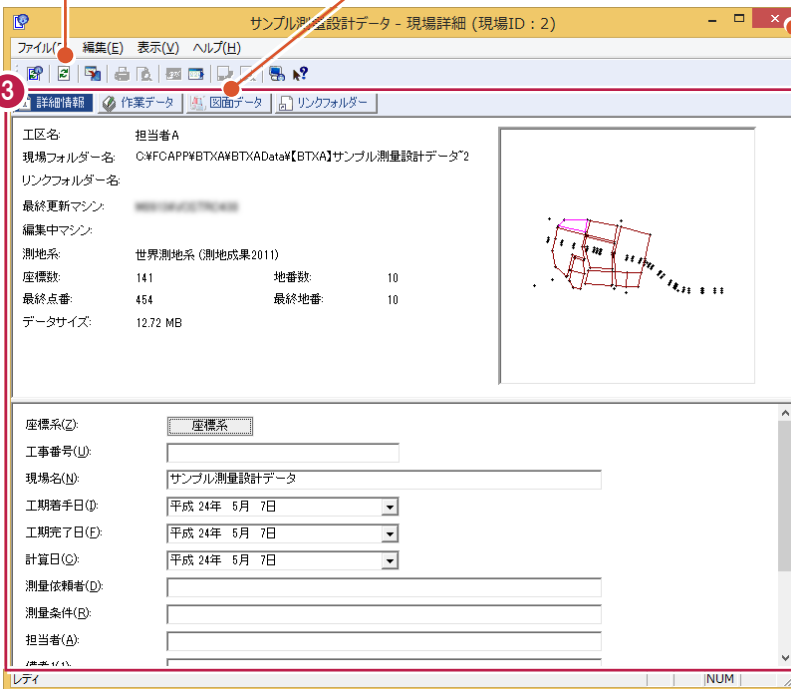 サンプル測量設計データ - 現場詳細 (現場ID : 2)
ファイル( 編集(E) 表示(V) ヘルプ(H)
3
詳細情報 作業データ 図面データ リンクフォルダー
工区名: 担当者A
現場フォルダー名: C:¥FCAPP¥BTXA¥BTXAData¥【BTXA】サンプル測量設計データ~2
リンクフォルダー名:
最終更新マシン:
編集中マシン:
測地系: 世界測地系 (測地成果2011)
座標数: 141 地番数: 10
最終点番: 454 最終地番: 10
データサイズ: 12.72 MB
座標系(Z): 座標系
工事番号(U):
現場名(N): サンプル測量設計データ
工期着手日(I): 平成 24年 5月 7日
工期完了日(F): 平成 24年 5月 7日
計算日(C): 平成 24年 5月 7日
測量依頼者(D):
測量条件(R):
担当者(A):
備考1(1):
レディ NUM